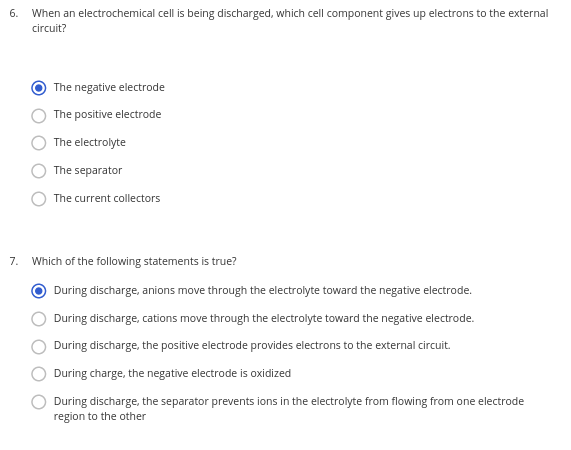 6. When an electrochemical cell is being discharged, which cell component gives up electrons to the external
circuit?
The negative electrode
The positive electrode
The electrolyte
The separator
The current collectors
7. Which of the following statements is true?
During discharge, anions move through the electrolyte toward the negative electrode.
During discharge, cations move through the electrolyte toward the negative electrode.
During discharge, the positive electrode provides electrons to the external circuit.
During charge, the negative electrode is oxidized
During discharge, the separator prevents ions in the electrolyte from flowing from one electrode
region to the other